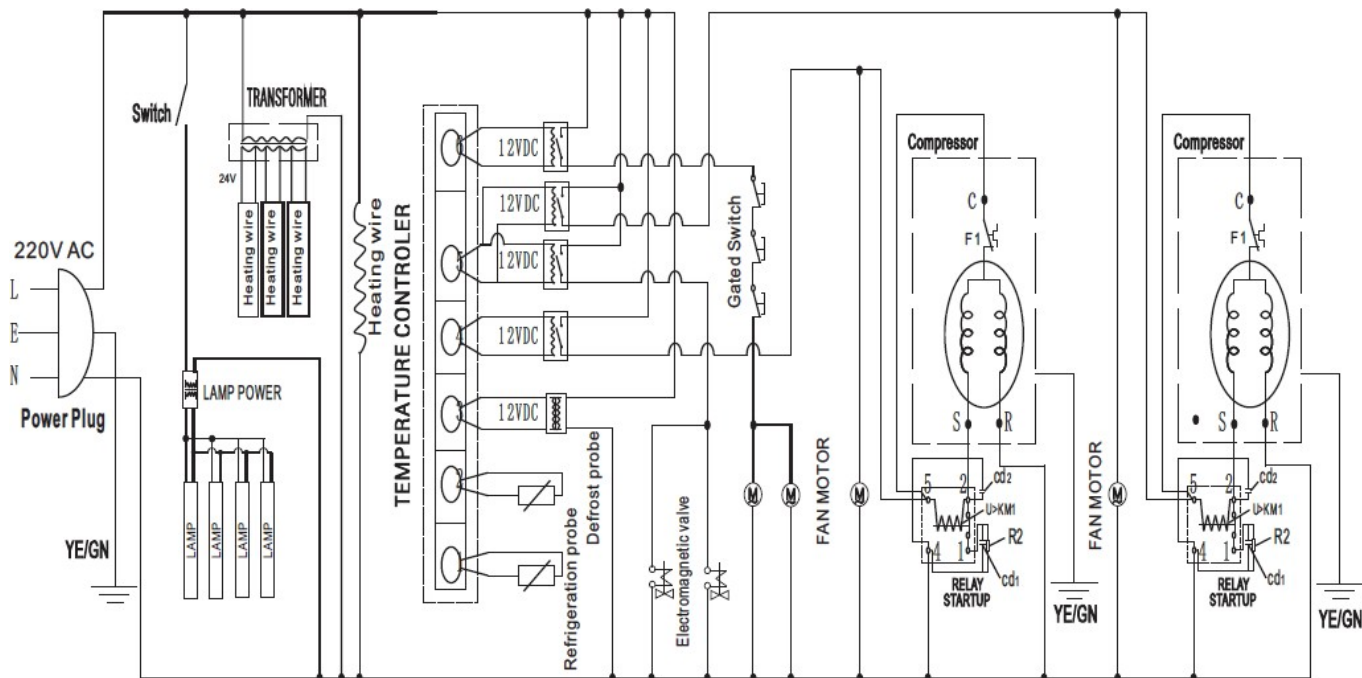 220V AC
L
E
N
Power Plug
YE/GN
Switch
TRANSFORMER
24V
Heating wire
Heating wire
Heating wire
LAMP POWER
LAMP
LAMP
LAMP
LAMP
Heating wire
TEMPERATURE CONTROLER
12VDC
12VDC
12VDC
12VDC
12VDC
4
2
1
Refrigeration probe
Defrost probe
Electromagnetic valve
Gated Switch
M
M
FAN MOTOR
M
Compressor
C
F1
S
R
5
2
cd2
U>KM1
4
1
R2
cd1
RELAY
STARTUP
YE/GN
FAN MOTOR
M
Compressor
C
F1
S
R
5
2
cd2
U>KM1
4
1
R2
cd1
RELAY
STARTUP
YE/GN